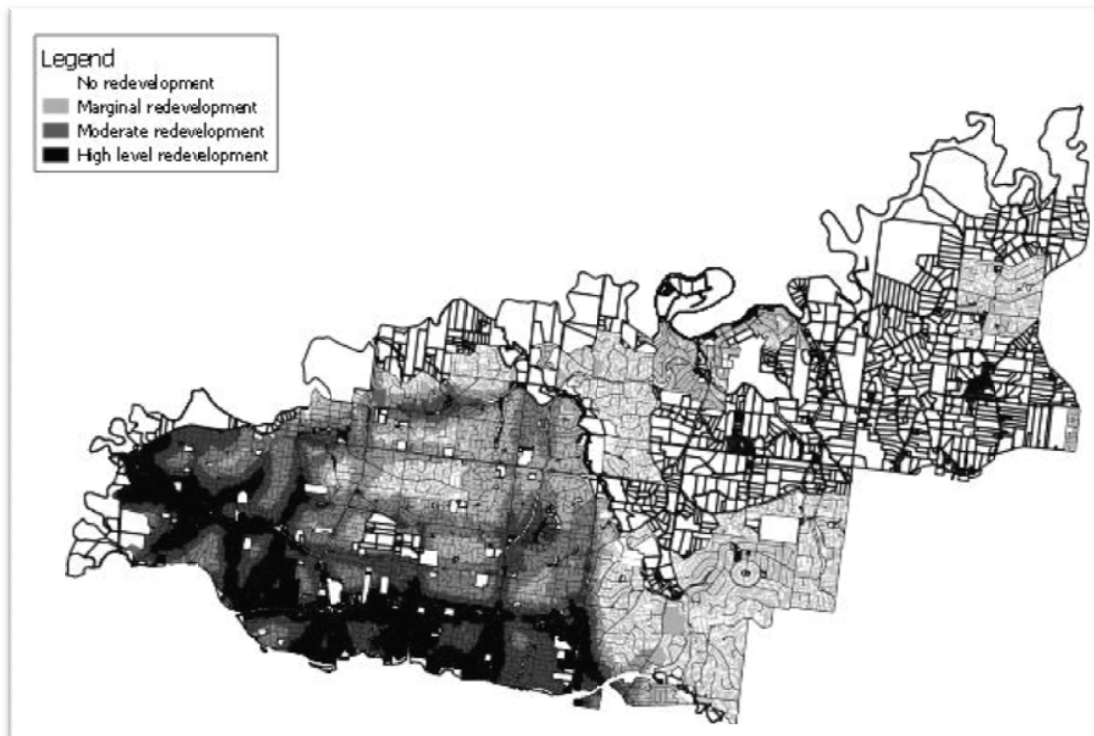 Legend
No redevelopment
Marginal redevelopment
Moderate redevelopment
High level redevelopment